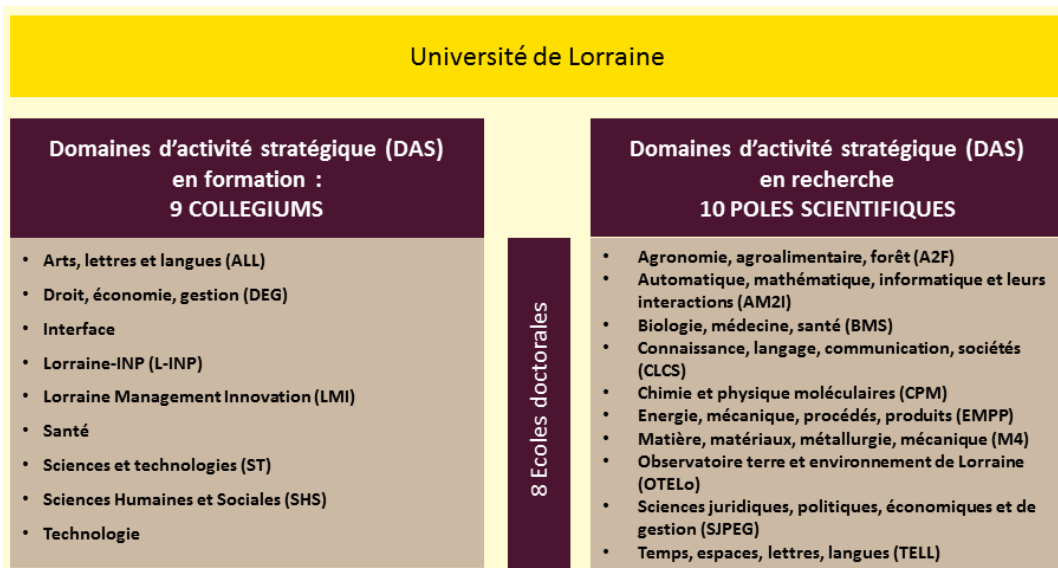 Université de Lorraine
Domaines d'activité stratégique (DAS)
en formation :
9 COLLEGIUMS
• Arts, lettres et langues (ALL)
• Droit, économie, gestion (DEG)
• Interface
• Lorraine-INP (L-INP)
• Lorraine Management Innovation (LMI)
• Santé
• Sciences et technologies (ST)
• Sciences Humaines et Sociales (SHS)
• Technologie
8 Ecoles doctorales
Domaines d'activité stratégique (DAS)
en recherche
10 POLES SCIENTIFIQUES
• Agronomie, agroalimentaire, forêt (A2F)
• Automatique, mathématique, informatique et leurs
interactions (AM2I)
• Biologie, médecine, santé (BMS)
• Connaissance, langage, communication, sociétés
(CLCS)
• Chimie et physique moléculaires (CPM)
• Energie, mécanique, procédés, produits (EMPP)
• Matière, matériaux, métallurgie, mécanique (M4)
• Observatoire terre et environnement de Lorraine
(OTELo)
• Sciences juridiques, politiques, économiques et de
gestion (SJPEG)
• Temps, espaces, lettres, langues (TELL)